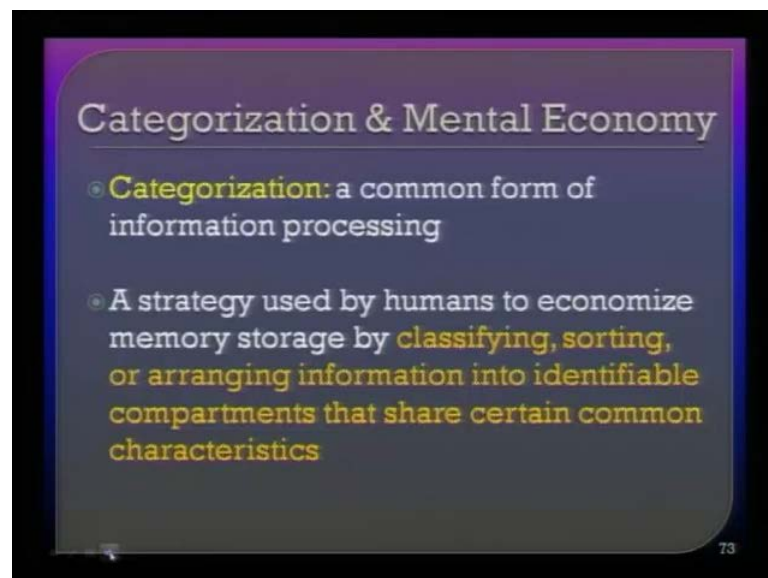 Categorization & Mental Economy
Categorization: a common form of
information processing
A strategy used by humans to economize
memory storage by classifying, sorting,
or arranging information into identifiable
compartments that share certain common
characteristics
73